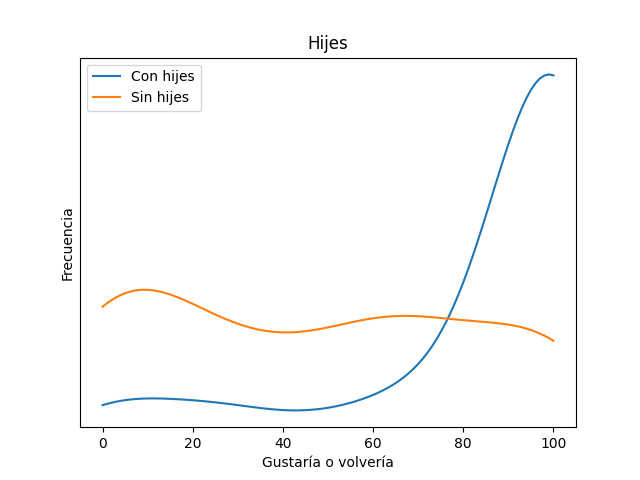 Hijes
Con hijes
Sin hijes
Frecuencia
0 20 40 60 80 100
Gustaría o volvería